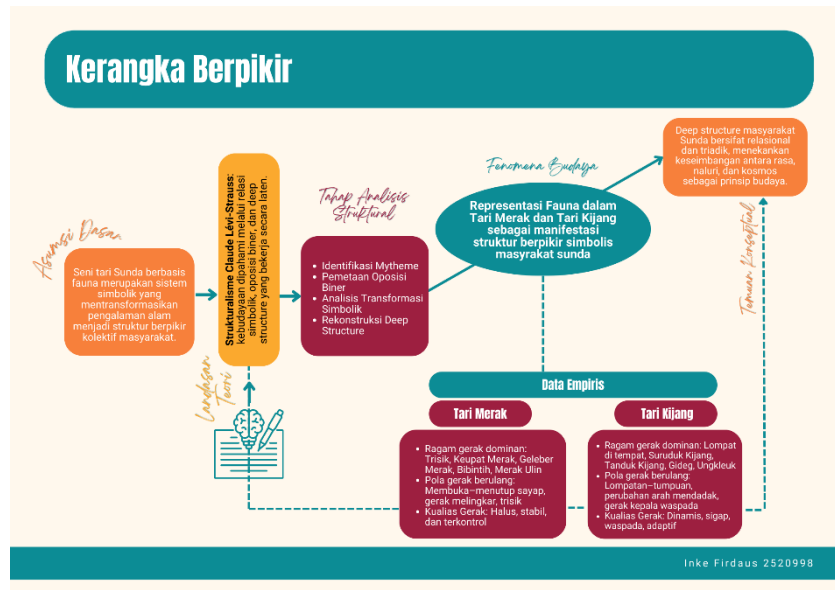 Kerangka Berpikir
Asumsi Dasar
Seni tari Sunda berbasis
fauna merupakan sistem
simbolik yang
mentransformasikan
pengalaman alam
menjadi struktur berpikir
kolektif masyarakat.
Landasan
Teori
Strukturalisme Claude Lévi-Strauss:
kebudayaan dipahami melalui relasi
simbolik, oposisi biner, dan deep
structure yang bekerja secara laten.
Tahap Analisis
Struktural
• Identifikasi Mytheme
• Pemetaan Oposisi
Biner
• Analisis Transformasi
Simbolik
• Rekonstruksi Deep
Structure
Fenomena Budaya
Representasi Fauna dalam
Tari Merak dan Tari Kijang
sebagai manifestasi
struktur berpikir simbolis
masyrakat sunda
Deep structure masyarakat
Sunda bersifat relasional
dan triadik, menekankan
keseimbangan antara rasa,
naluri, dan kosmos
sebagai prinsip budaya.
Temuan Konseptual
Data Empiris
Tari Merak
• Ragam gerak dominan:
Trisik, Keupat Merak, Geleber
Merak, Bibintih, Merak Ulin
• Pola gerak berulang:
Membuka–menutup sayap,
gerak melingkar, trisik
• Kualias Gerak: Halus, stabil,
dan terkontrol
Tari Kijang
• Ragam gerak dominan: Lompat
di tempat, Suruduk Kijang,
Tanduk Kijang, Gideg, Ungkleuk
• Pola gerak berulang:
Lompatan–tumpuan,
perubahan arah mendadak,
gerak kepala waspada
• Kualias Gerak: Dinamis, sigap,
waspada, adaptif
Inke Firdaus 2520998